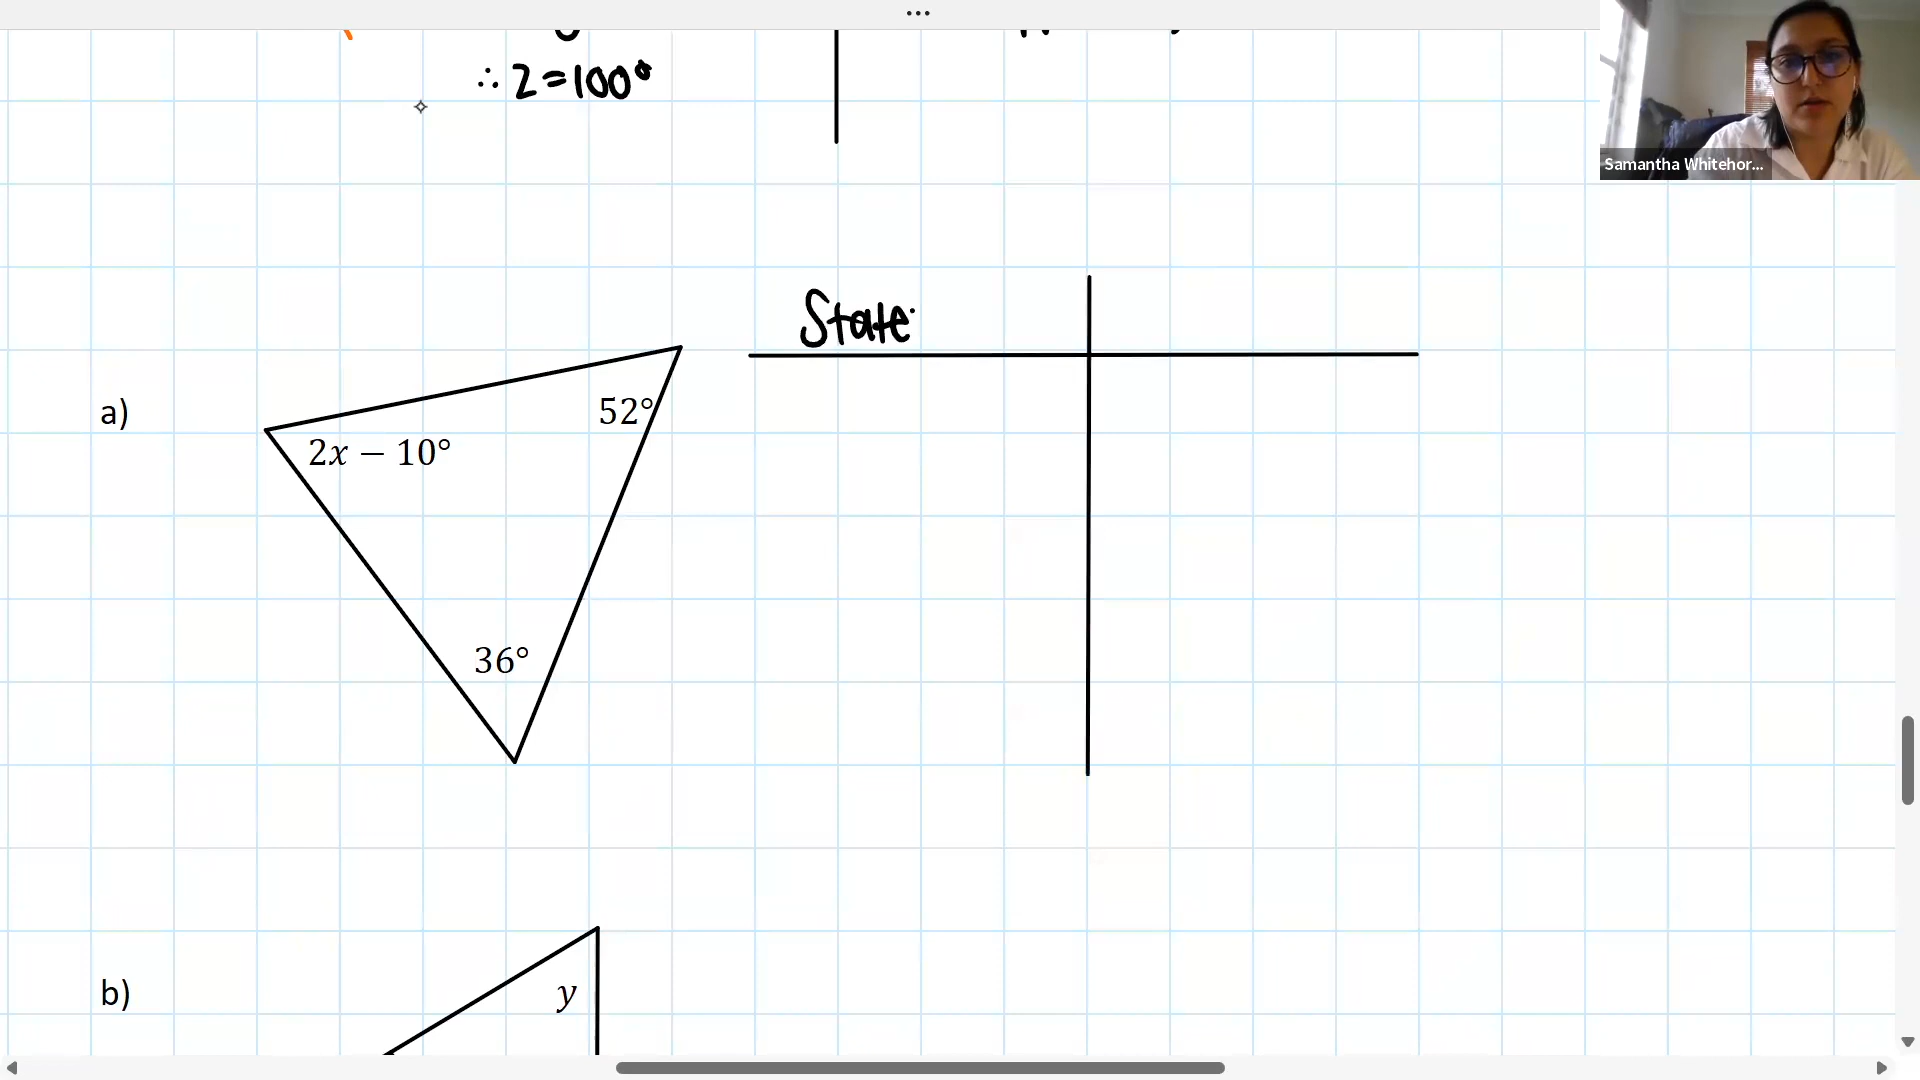 ∴ 2=100°
Samantha Whitehor...
State
a)
52°
2x − 10°
36°
b)
y